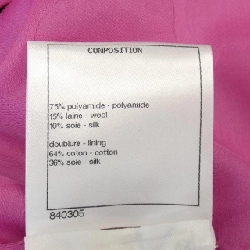 COMPOSITION
75% polyamide - polyamide
15% laine - wool
10% soie - silk
doublure - lining
64% coton - cotton
36% soie - silk
840305